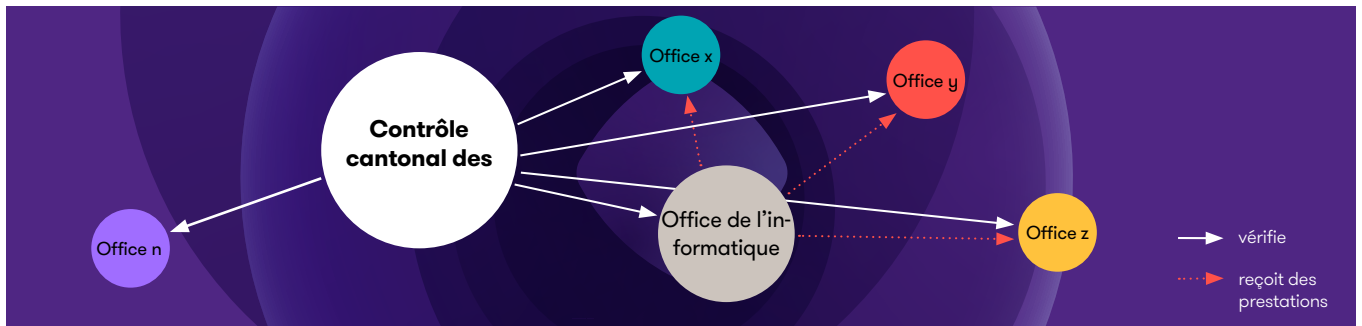 Office x
Office y
Contrôle
cantonal des
Office de l'in-
formatique
Office n
Office z
vérifie
reçoit des
prestations